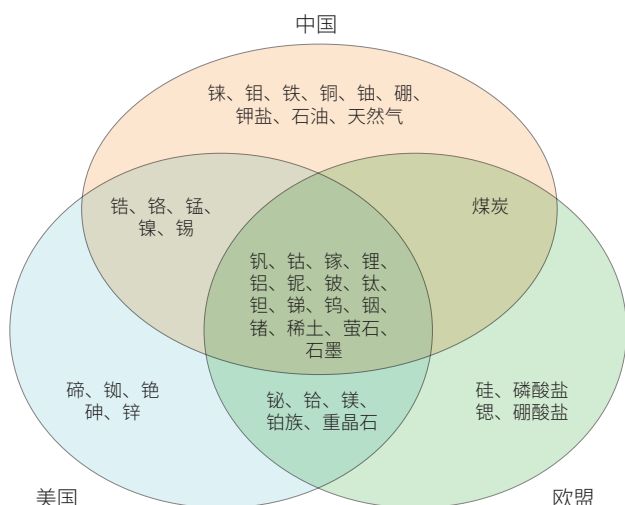 中国
铼、钼、铁、铜、铀、硼、
钾盐、石油、天然气
锆、铬、锰、
镍、锡
煤炭
钒、钴、镓、锂、
铝、铌、铍、钛、
钽、锑、钨、铟、
锗、稀土、萤石、
石墨
碲、铷、铯
砷、锌
铋、铪、镁、
铂族、重晶石
硅、磷酸盐
锶、硼酸盐
美国
欧盟